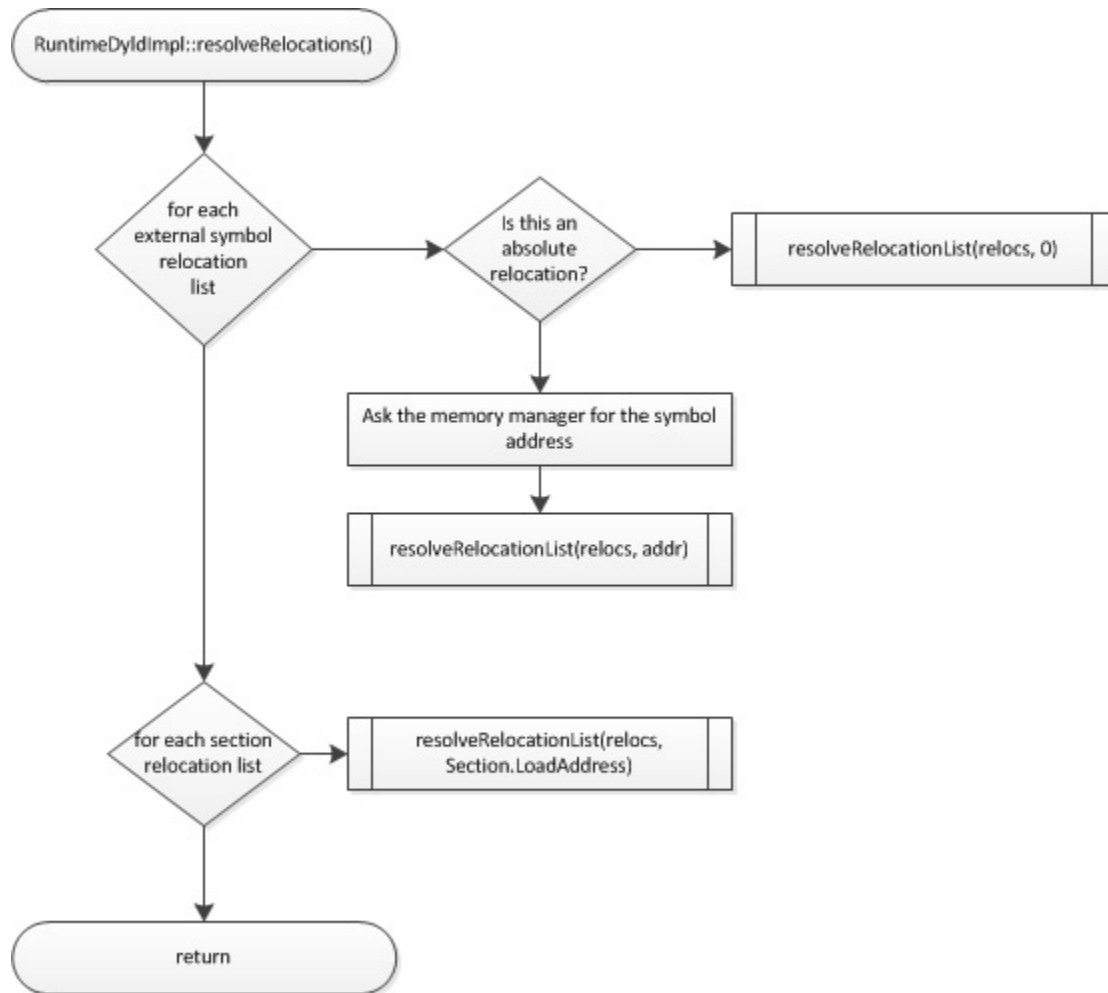 RuntimeDyldImpl::resolveRelocations()
for each
external symbol
relocation
list
Is this an
absolute
relocation?
resolveRelocationList(relocs, 0)
Ask the memory manager for the symbol
address
resolveRelocationList(relocs, addr)
for each section
relocation list
resolveRelocationList(relocs,
Section.LoadAddress)
return